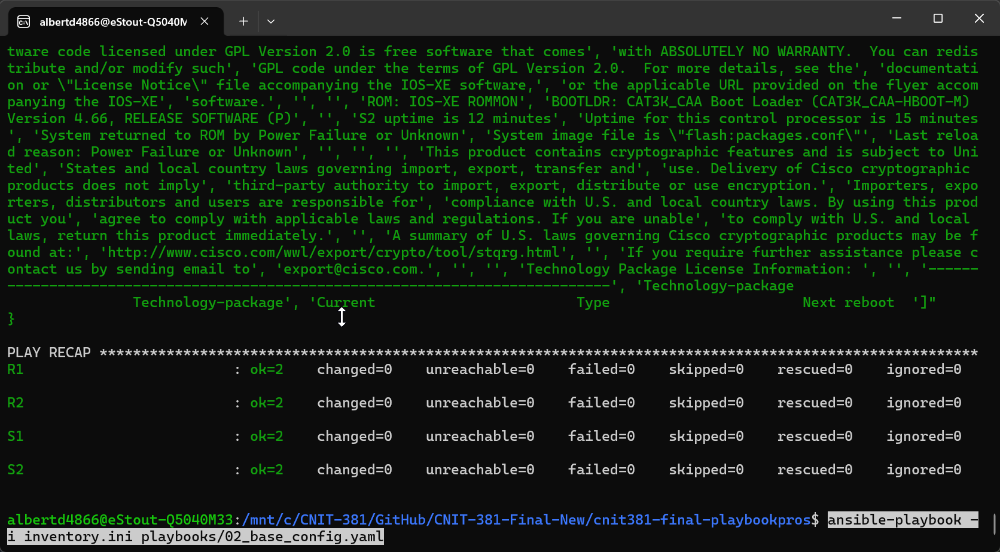 albertd4866@eStout-Q5040M
tware code licensed under GPL Version 2.0 is free software that comes', 'with ABSOLUTELY NO WARRANTY.  You can redis
tribute and/or modify such', 'GPL code under the terms of GPL Version 2.0.  For more details, see the', 'documentati
on or \"License Notice\" file accompanying the IOS-XE software,', 'or the applicable URL provided on the flyer accom
panying the IOS-XE', 'software.', '', '', 'ROM: IOS-XE ROMMON', 'BOOTLDR: CAT3K_CAA Boot Loader (CAT3K_CAA-HBOOT-M)
Version 4.66, RELEASE SOFTWARE (P)', '', 'S2 uptime is 12 minutes', 'Uptime for this control processor is 15 minutes
', 'System returned to ROM by Power Failure or Unknown', 'System image file is \"flash:packages.conf\"', 'Last reloa
d reason: Power Failure or Unknown', '', '', '', 'This product contains cryptographic features and is subject to Uni
ted', 'States and local country laws governing import, export, transfer and', 'use. Delivery of Cisco cryptographic
products does not imply', 'third-party authority to import, export, distribute or use encryption.', 'Importers, expo
rters, distributors and users are responsible for', 'compliance with U.S. and local country laws. By using this prod
uct you', 'agree to comply with applicable laws and regulations. If you are unable', 'to comply with U.S. and local
laws, return this product immediately.', '', 'A summary of U.S. laws governing Cisco cryptographic products may be f
ound at:', 'http://www.cisco.com/wwl/export/crypto/tool/stqrg.html', '', 'If you require further assistance please c
ontact us by sending email to', 'export@cisco.com.', '', '', 'Technology Package License Information: ', '', '------
------------------------------------------------------------------------', 'Technology-package
Technology-package', 'Current                        Type                       Next reboot  ']"
}
PLAY RECAP *********************************************************************************************************
R1                         : ok=2    changed=0    unreachable=0    failed=0    skipped=0    rescued=0    ignored=0
R2                         : ok=2    changed=0    unreachable=0    failed=0    skipped=0    rescued=0    ignored=0
S1                         : ok=2    changed=0    unreachable=0    failed=0    skipped=0    rescued=0    ignored=0
S2                         : ok=2    changed=0    unreachable=0    failed=0    skipped=0    rescued=0    ignored=0
albertd4866@eStout-Q5040M33:/mnt/c/CNIT-381/GitHub/CNIT-381-Final-New/cnit381-final-playbookpros$ ansible-playbook -
i inventory.ini playbooks/02_base_config.yaml